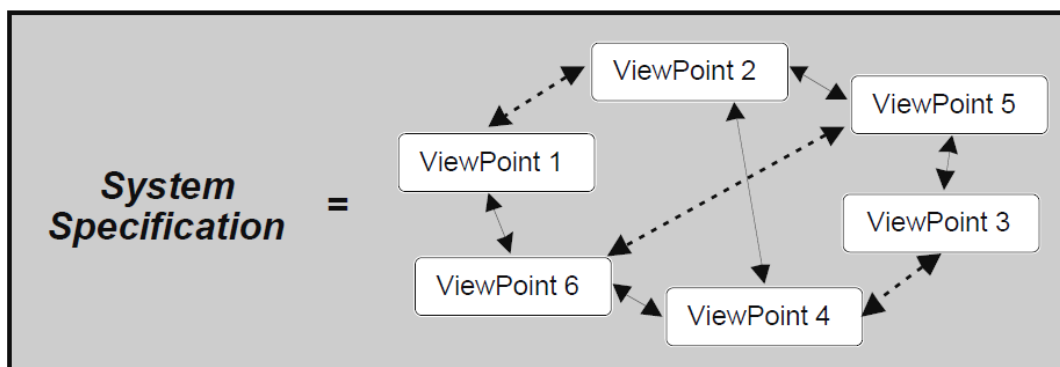 System
Specification
=
ViewPoint 1
ViewPoint 2
ViewPoint 5
ViewPoint 3
ViewPoint 6
ViewPoint 4